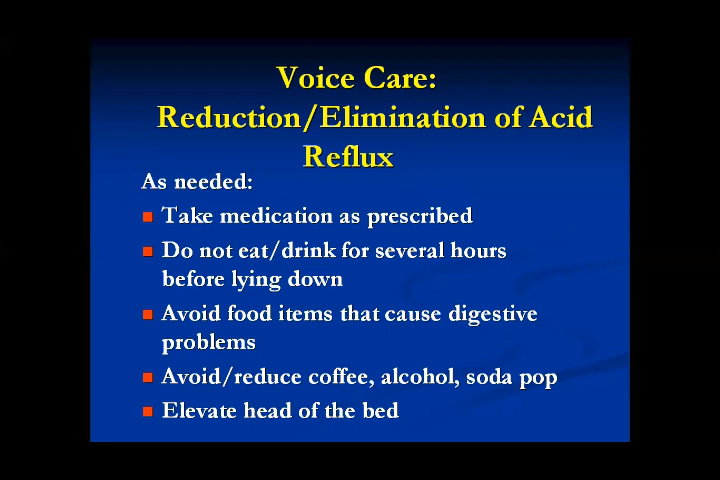 Voice Care:
Reduction/Elimination of Acid
Reflux
As needed:
Take medication as prescribed
Do not eat/drink for several hours
before lying down
Avoid food items that cause digestive
problems
Avoid/reduce coffee, alcohol, soda pop
Elevate head of the bed